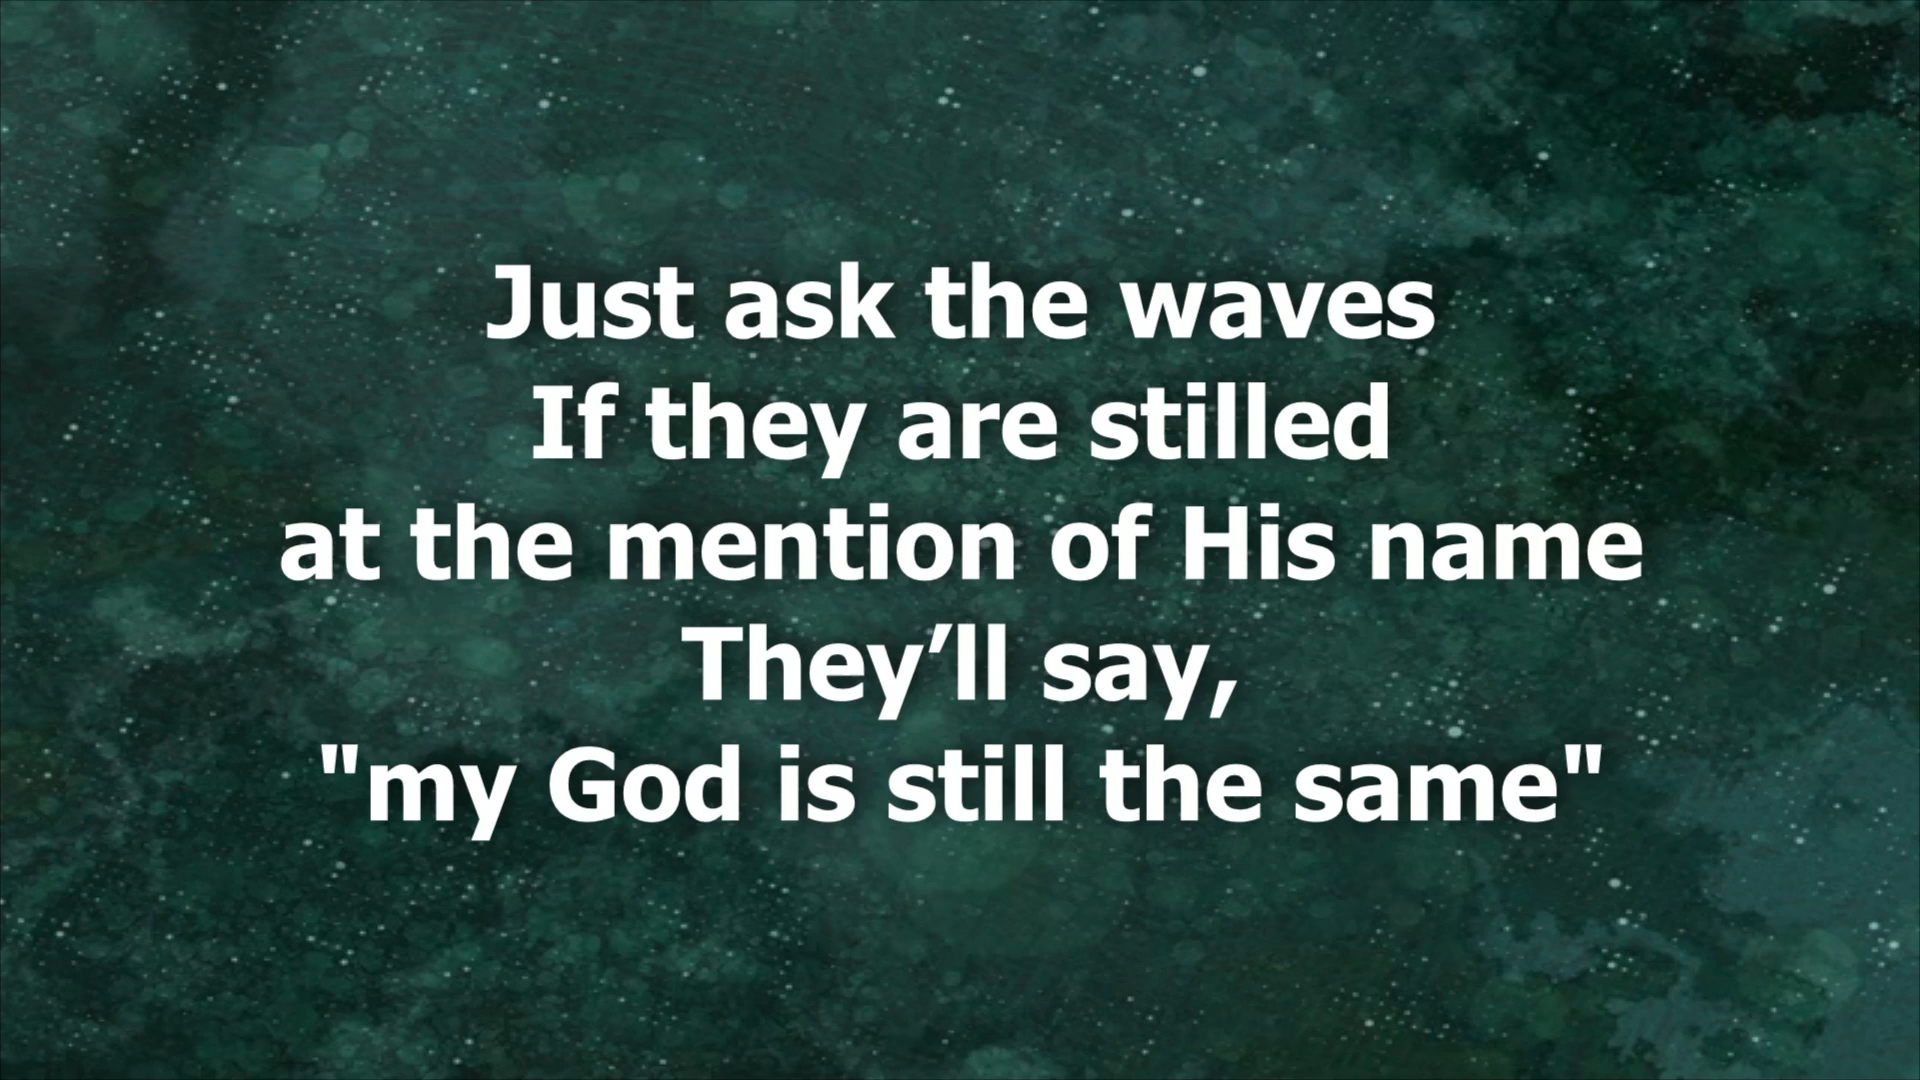 Just ask the waves
If they are stilled
at the mention of His name
They’ll say,
"my God is still the same"